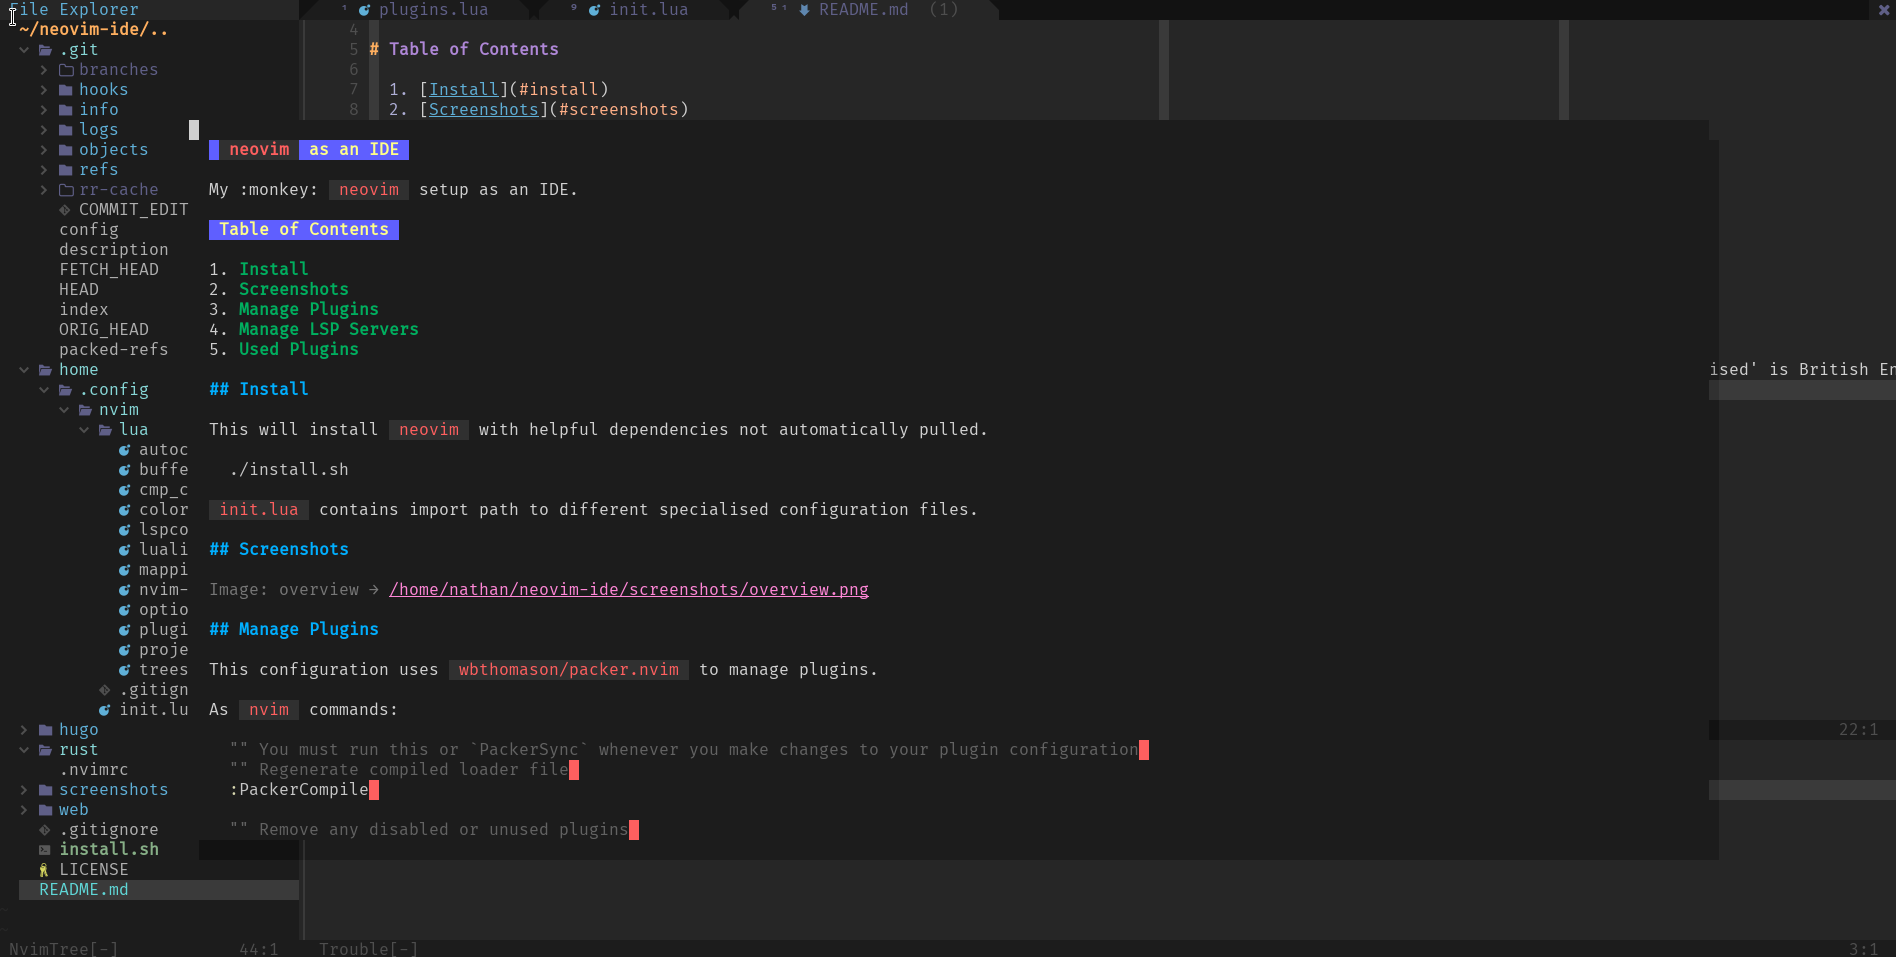 File Explorer
~/neovim-ide/..
.git
branches
hooks
info
logs
objects
refs
rr-cache
COMMIT_EDIT
config
description
FETCH_HEAD
HEAD
index
ORIG_HEAD
packed-refs
home
.config
nvim
lua
autoc
buffe
cmp_c
color
lspco
luali
mappi
nvim-
optio
plugi
proje
trees
.gitign
init.lu
hugo
rust
.nvimrc
screenshots
web
.gitignore
install.sh
LICENSE
README.md
NvimTree[-] 44:1
¹ plugins.lua ⁹ init.lua ⁵¹ README.md (1)
4
5 # Table of Contents
6
7 1. [Install](#install)
8 2. [Screenshots](#screenshots)
neovim as an IDE
My :monkey: neovim setup as an IDE.
Table of Contents
1. Install
2. Screenshots
3. Manage Plugins
4. Manage LSP Servers
5. Used Plugins
## Install
This will install neovim with helpful dependencies not automatically pulled.
./install.sh
init.lua contains import path to different specialised configuration files.
## Screenshots
Image: overview → /home/nathan/neovim-ide/screenshots/overview.png
## Manage Plugins
This configuration uses wbthomason/packer.nvim to manage plugins.
As nvim commands:
"" You must run this or `PackerSync` whenever you make changes to your plugin configuration
"" Regenerate compiled loader file
:PackerCompile
"" Remove any disabled or unused plugins
ised' is British En
22:1
Trouble[-] 3:1